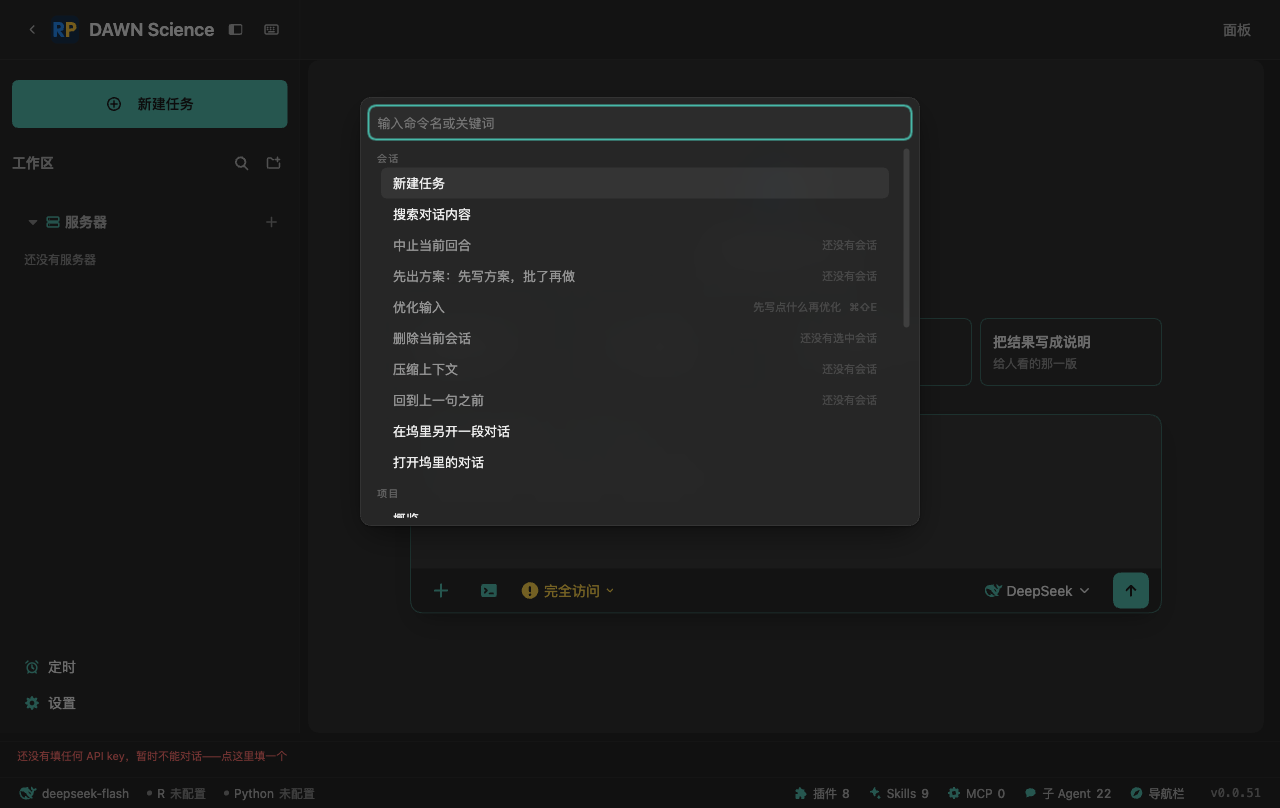 RP DAWN Science
面板
新建任务
工作区
服务器
还没有服务器
输入命令名或关键词
会话
新建任务
搜索对话内容
中止当前回合 还没有会话
先出方案：先写方案，批了再做 还没有会话
优化输入 先写点什么再优化 ⌘⇧E
删除当前会话 还没有选中会话
压缩上下文 还没有会话
回到上一句之前 还没有会话
在坞里另开一段对话
打开坞里的对话
项目
概览
把结果写成说明
给人看的那一版
完全访问
DeepSeek
定时
设置
还没有填任何 API key，暂时不能对话——点这里填一个
deepseek-flash R 未配置 Python 未配置 插件 8 Skills 9 MCP 0 子 Agent 22 导航栏 v0.0.51